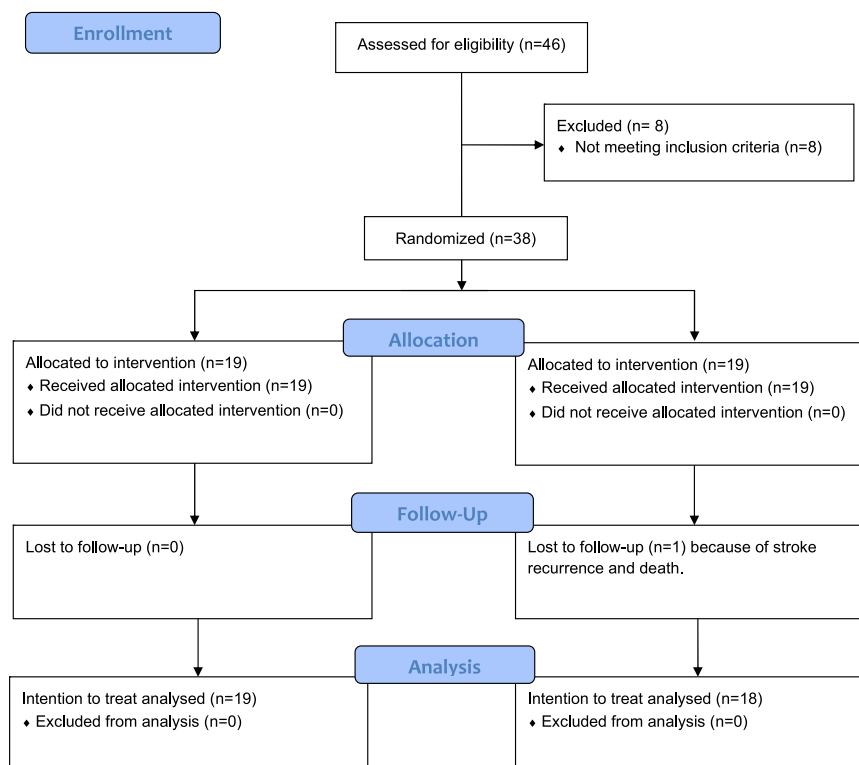 Enrollment
Assessed for eligibility (n=46)
Excluded (n= 8)
♦ Not meeting inclusion criteria (n=8)
Randomized (n=38)
Allocation
Allocated to intervention (n=19)
♦ Received allocated intervention (n=19)
♦ Did not receive allocated intervention (n=0)
Allocated to intervention (n=19)
♦ Received allocated intervention (n=19)
♦ Did not receive allocated intervention (n=0)
Follow-Up
Lost to follow-up (n=0)
Lost to follow-up (n=1) because of stroke
recurrence and death.
Analysis
Intention to treat analysed (n=19)
♦ Excluded from analysis (n=0)
Intention to treat analysed (n=18)
♦ Excluded from analysis (n=0)